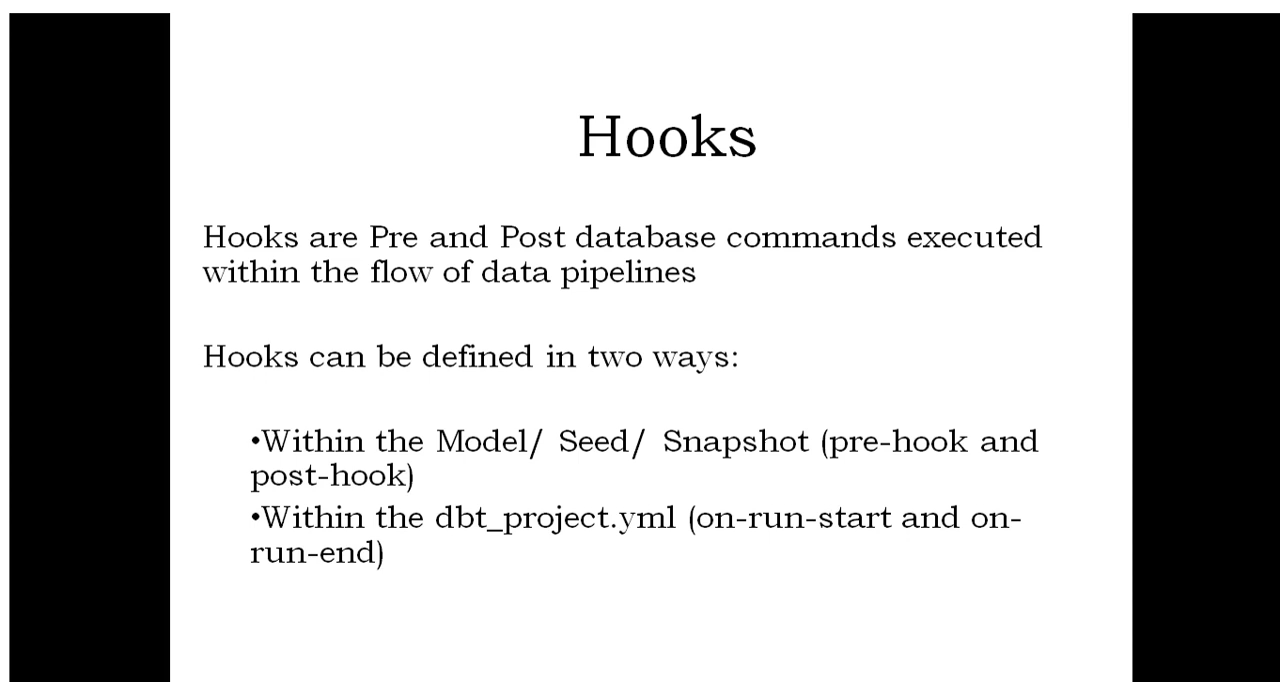 Hooks
Hooks are Pre and Post database commands executed
within the flow of data pipelines
Hooks can be defined in two ways:
•Within the Model/ Seed/ Snapshot (pre-hook and
post-hook)
•Within the dbt_project.yml (on-run-start and on-
run-end)